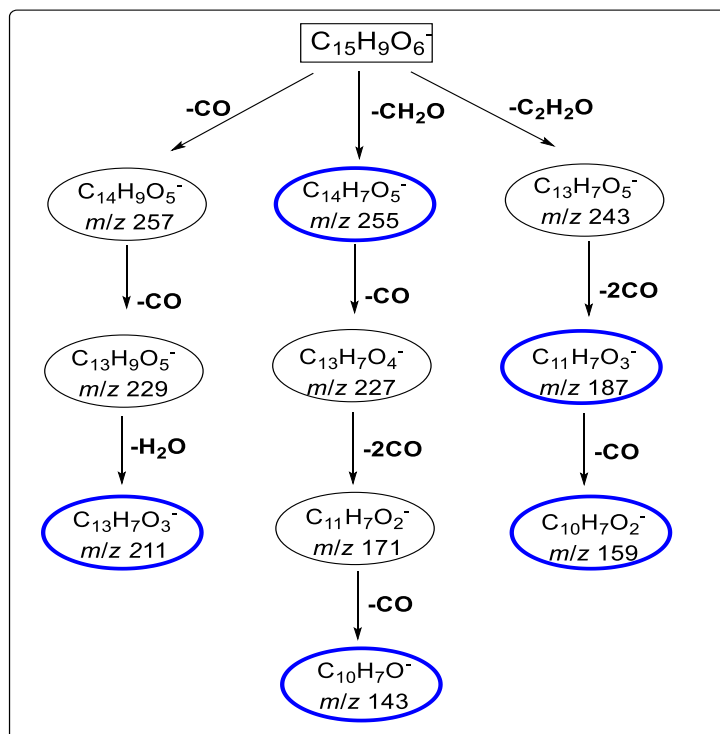 C₁₅H₉O₆⁻
-CO
-CH₂O
-C₂H₂O
C₁₄H₉O₅⁻
m/z 257
C₁₄H₇O₅⁻
m/z 255
C₁₃H₇O₅⁻
m/z 243
-CO
-CO
-2CO
C₁₃H₉O₅⁻
m/z 229
C₁₃H₇O₄⁻
m/z 227
C₁₁H₇O₃⁻
m/z 187
-H₂O
-2CO
-CO
C₁₃H₇O₃⁻
m/z 211
C₁₁H₇O₂⁻
m/z 171
C₁₀H₇O₂⁻
m/z 159
-CO
C₁₀H₇O⁻
m/z 143